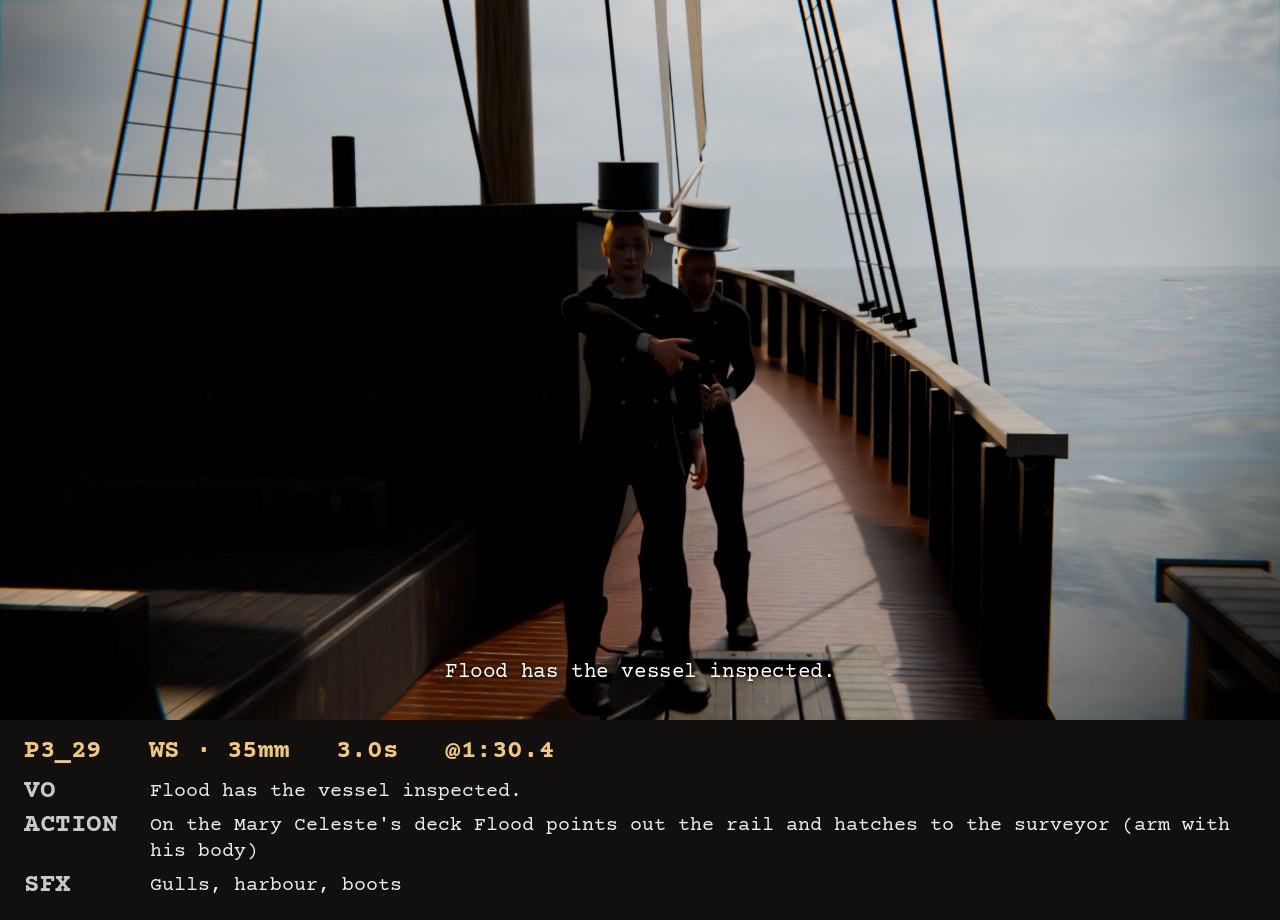 Flood has the vessel inspected.
P3_29 WS · 35mm 3.0s @1:30.4
VO Flood has the vessel inspected.
ACTION On the Mary Celeste's deck Flood points out the rail and hatches to the surveyor (arm with
his body)
SFX Gulls, harbour, boots